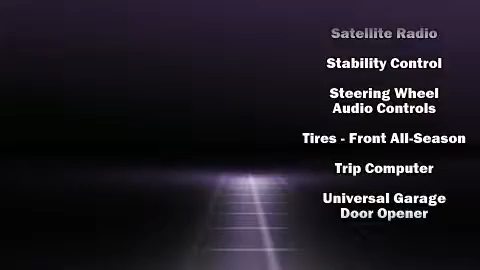 Satellite Radio
Stability Control
Steering Wheel
Audio Controls
Tires - Front All-Season
Trip Computer
Universal Garage
Door Opener